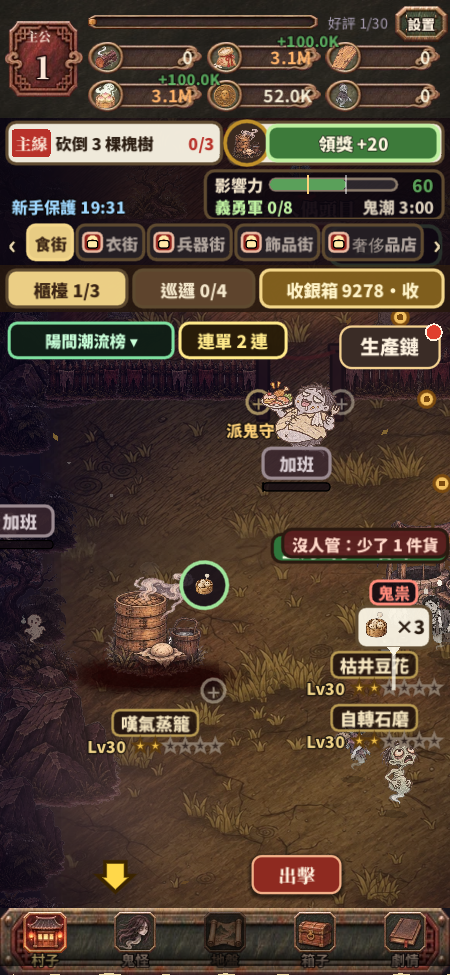 主公
1
好評 1/30
設置
0
+100.0K
3.1M
0
+100.0K
3.1M
52.0K
0
主線 砍倒 3 棵槐樹 0/3
領獎 +20
影響力 60
新手保護 19:31
義勇軍 0/8 鬼潮 3:00
‹ 食街 衣街 兵器街 飾品街 奢侈品店 ›
櫃檯 1/3
巡邏 0/4
收銀箱 9278・收
陽間潮流榜 ▾
連單 2 連
生產鏈
派鬼守
加班
加班
沒人管：少了 1 件貨
鬼祟
×3
枯井豆花
Lv30
自轉石磨
Lv30
嘆氣蒸籠
Lv30
出擊
村子
鬼怪
地盤
箱子
劇情